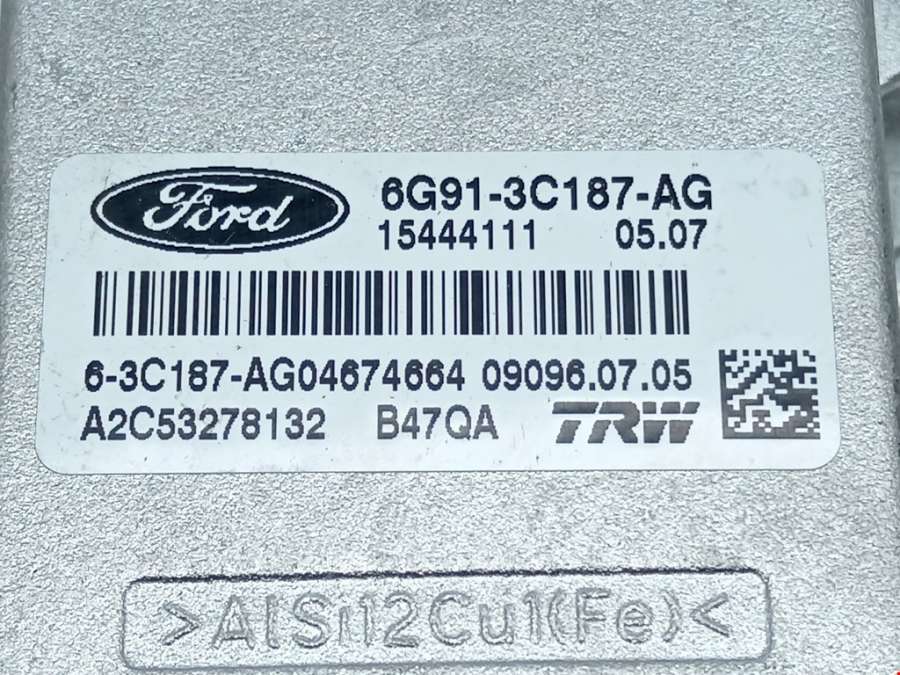 Ford
6G91-3C187-AG
15444111 05.07
6-3C187-AG04674664 09096.07.05
A2C53278132 B47QA TRW
>AlSi12Cu1(Fe)<